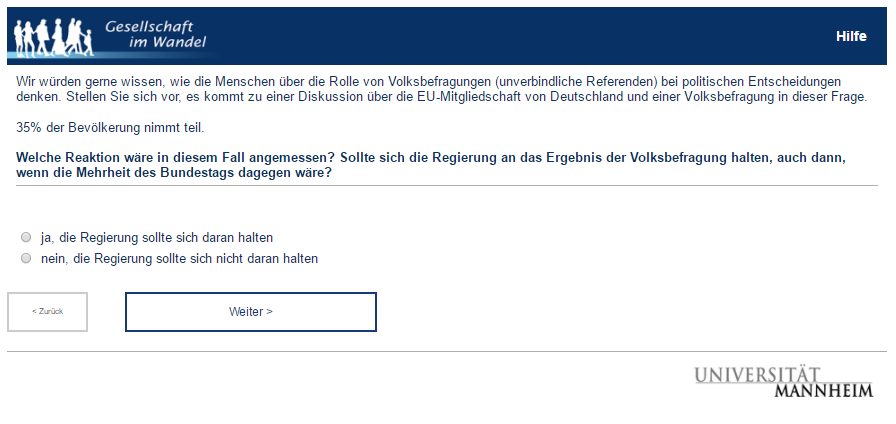 Gesellschaft
im Wandel
Hilfe
Wir würden gerne wissen, wie die Menschen über die Rolle von Volksbefragungen (unverbindliche Referenden) bei politischen Entscheidungen
denken. Stellen Sie sich vor, es kommt zu einer Diskussion über die EU-Mitgliedschaft von Deutschland und einer Volksbefragung in dieser Frage.
35% der Bevölkerung nimmt teil.
Welche Reaktion wäre in diesem Fall angemessen? Sollte sich die Regierung an das Ergebnis der Volksbefragung halten, auch dann,
wenn die Mehrheit des Bundestags dagegen wäre?
ja, die Regierung sollte sich daran halten
nein, die Regierung sollte sich nicht daran halten
< Zurück
Weiter >
UNIVERSITÄT
MANNHEIM